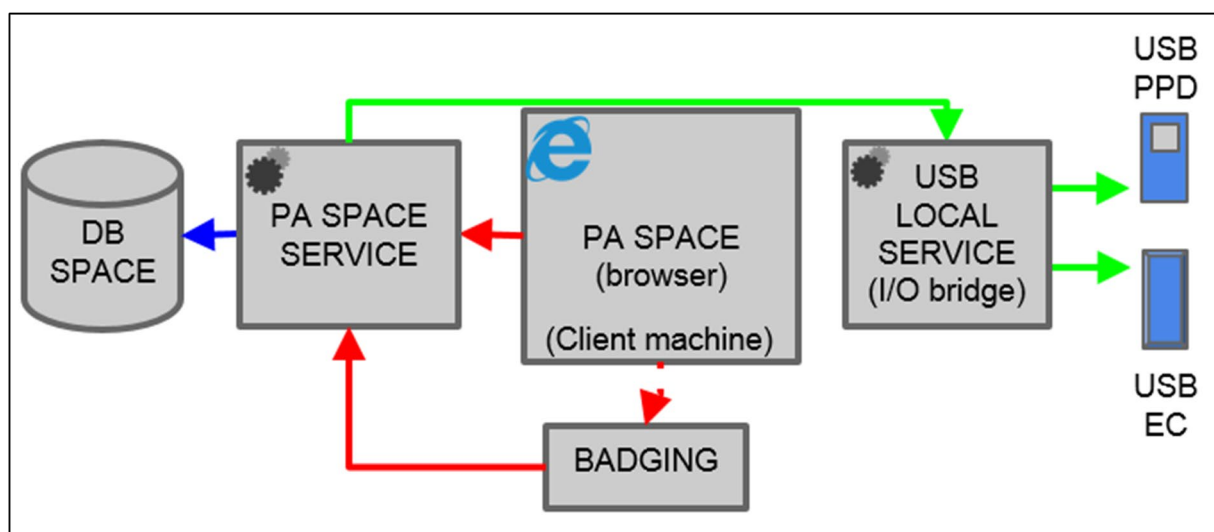 USB
PPD
DB
SPACE
PA SPACE
SERVICE
PA SPACE
(browser)
(Client machine)
USB
LOCAL
SERVICE
(I/O bridge)
USB
EC
BADGING